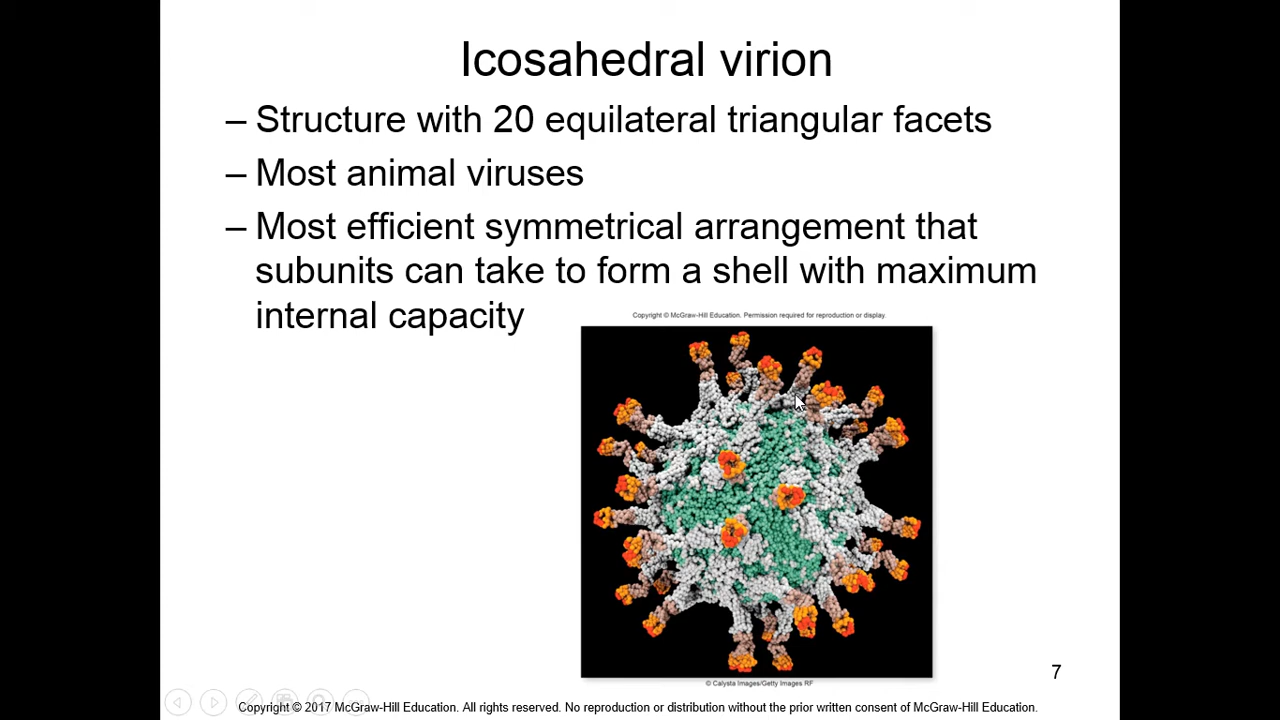 Icosahedral virion
– Structure with 20 equilateral triangular facets
– Most animal viruses
– Most efficient symmetrical arrangement that
subunits can take to form a shell with maximum
internal capacity
Copyright © McGraw-Hill Education. Permission required for reproduction or display.
© Calysta Images/Getty Images RF
7
Copyright © 2017 McGraw-Hill Education. All rights reserved. No reproduction or distribution without the prior written consent of McGraw-Hill Education.